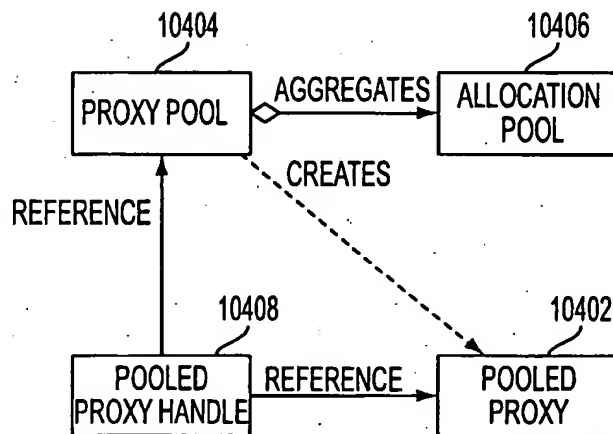 10404
10406
PROXY POOL
AGGREGATES
ALLOCATION
POOL
CREATES
REFERENCE
10408
10402
POOLED
PROXY HANDLE
REFERENCE
POOLED
PROXY